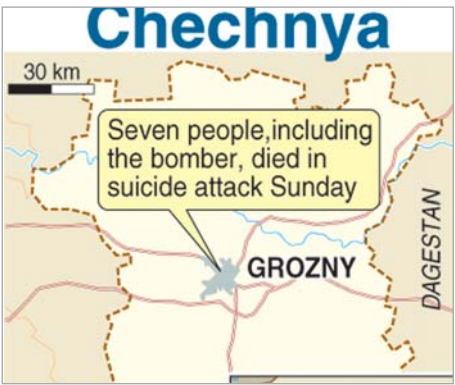 Chechnya
30 km
Seven people,including
the bomber, died in
suicide attack Sunday
GROZNY
DAGESTAN